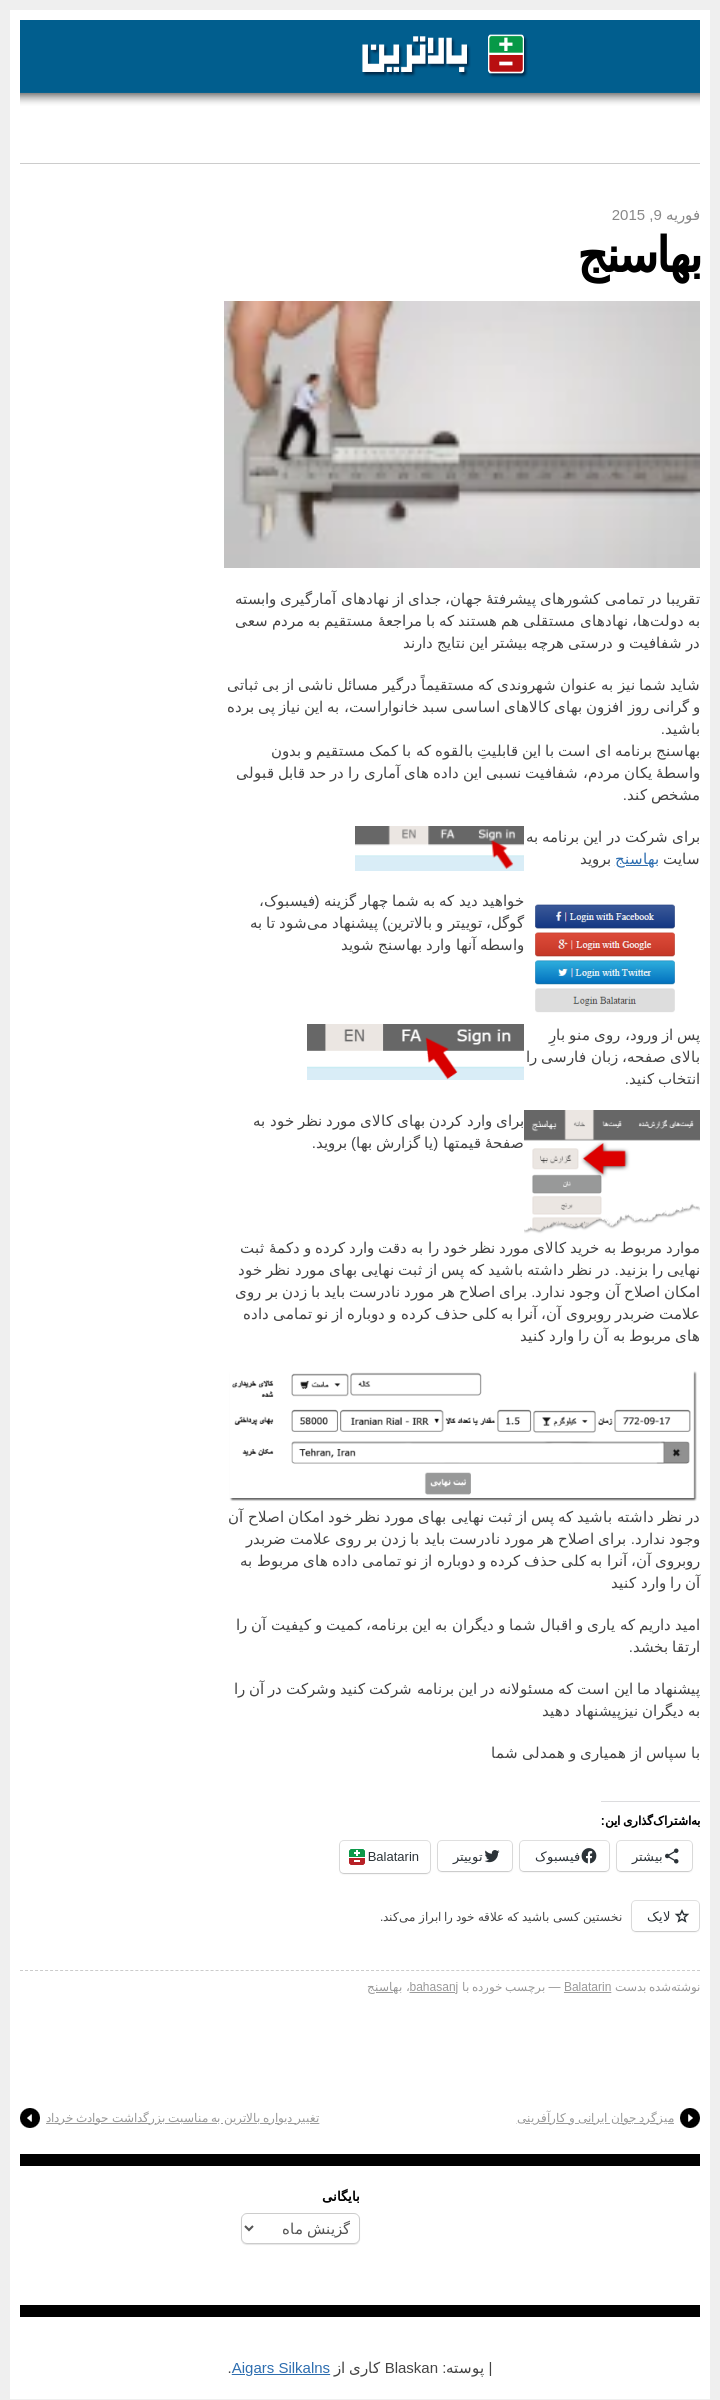 بالاترین
فوریه 9, 2015
بهاسنج
تقریبا در تمامی کشورهای پیشرفتهٔ جهان، جدای از نهادهای آمارگیری وابسته
به دولت‌ها، نهادهای مستقلی هم هستند که با مراجعهٔ مستقیم به مردم سعی
در شفافیت و درستی هرچه بیشتر این نتایج دارند
شاید شما نیز به عنوان شهروندی که مستقیماً درگیر مسائل ناشی از بی ثباتی
و گرانی روز افزون بهای کالاهای اساسی سبد خانواراست، به این نیاز پی برده
باشید.
بهاسنج برنامه ای است با این قابلیتِ بالقوه که با کمک مستقیم و بدون
واسطهٔ یکان مردم، شفافیت نسبی این داده های آماری را در حد قابل قبولی
مشخص کند.
برای شرکت در این برنامه به
سایت بهاسنج بروید
EN FA Sign in
خواهید دید که به شما چهار گزینه (فیسبوک،
گوگل، توییتر و بالاترین) پیشنهاد می‌شود تا به
واسطه آنها وارد بهاسنج شوید
f | Login with Facebook
g+ | Login with Google
| Login with Twitter
Login Balatarin
پس از ورود، روی منو بارِ
بالای صفحه، زبان فارسی را
انتخاب کنید.
EN FA Sign in
برای وارد کردن بهای کالای مورد نظر خود به
صفحهٔ قیمتها (یا گزارش بها) بروید.
بهاسنج خانه قیمت‌ها قیمت‌های گزارش‌شده
گزارش بها
نان
برنج
موارد مربوط به خرید کالای مورد نظر خود را به دقت وارد کرده و دکمهٔ ثبت
نهایی را بزنید. در نظر داشته باشید که پس از ثبت نهایی بهای مورد نظر خود
امکان اصلاح آن وجود ندارد. برای اصلاح هر مورد نادرست باید با زدن بر روی
علامت ضربدر روبروی آن، آنرا به کلی حذف کرده و دوباره از نو تمامی داده
های مربوط به آن را وارد کنید
کالای خریداری شده ماست کاله
بهای پرداختی 58000 Iranian Rial - IRR مقدار یا تعداد کالا 1.5 کیلوگرم زمان 772-09-17
مکان خرید Tehran, Iran
ثبت نهایی
در نظر داشته باشید که پس از ثبت نهایی بهای مورد نظر خود امکان اصلاح آن
وجود ندارد. برای اصلاح هر مورد نادرست باید با زدن بر روی علامت ضربدر
روبروی آن، آنرا به کلی حذف کرده و دوباره از نو تمامی داده های مربوط به
آن را وارد کنید
امید داریم که یاری و اقبال شما و دیگران به این برنامه، کمیت و کیفیت آن را
ارتقا بخشد.
پیشنهاد ما این است که مسئولانه در این برنامه شرکت کنید وشرکت در آن را
به دیگران نیزپیشنهاد دهید
با سپاس از همیاری و همدلی شما
به‌اشتراک‌گذاری این:
بیشتر فیسبوک توییتر Balatarin
لایک
نخستین کسی باشید که علاقه خود را ابراز می‌کند.
نوشته‌شده بدست Balatarin — برچسب خورده با bahasanj، بهاسنج
میزگرد جوان ایرانی و کارآفرینی
تغییر دیواره بالاترین به مناسبت بزرگداشت حوادث خرداد
بایگانی
گزینش ماه
| پوسته: Blaskan کاری از Aigars Silkalns.